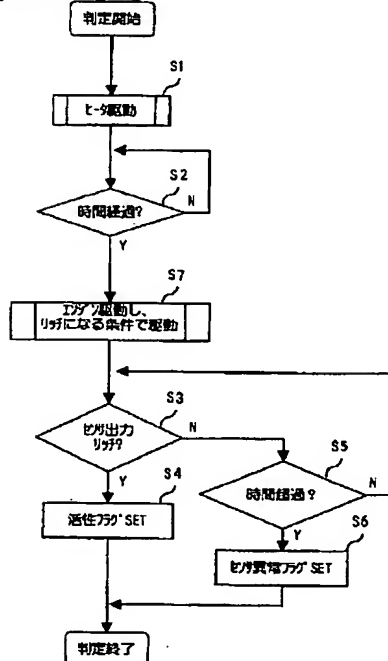 判定開始
S1
ヒータ駆動
S2
時間経過?
N
Y
S7
エンジン駆動し、
リッチになる条件で駆動
S3
センサ出力
リッチ?
N
Y
S4
活性フラグSET
S5
時間経過?
N
Y
S6
センサ異常フラグSET
判定終了